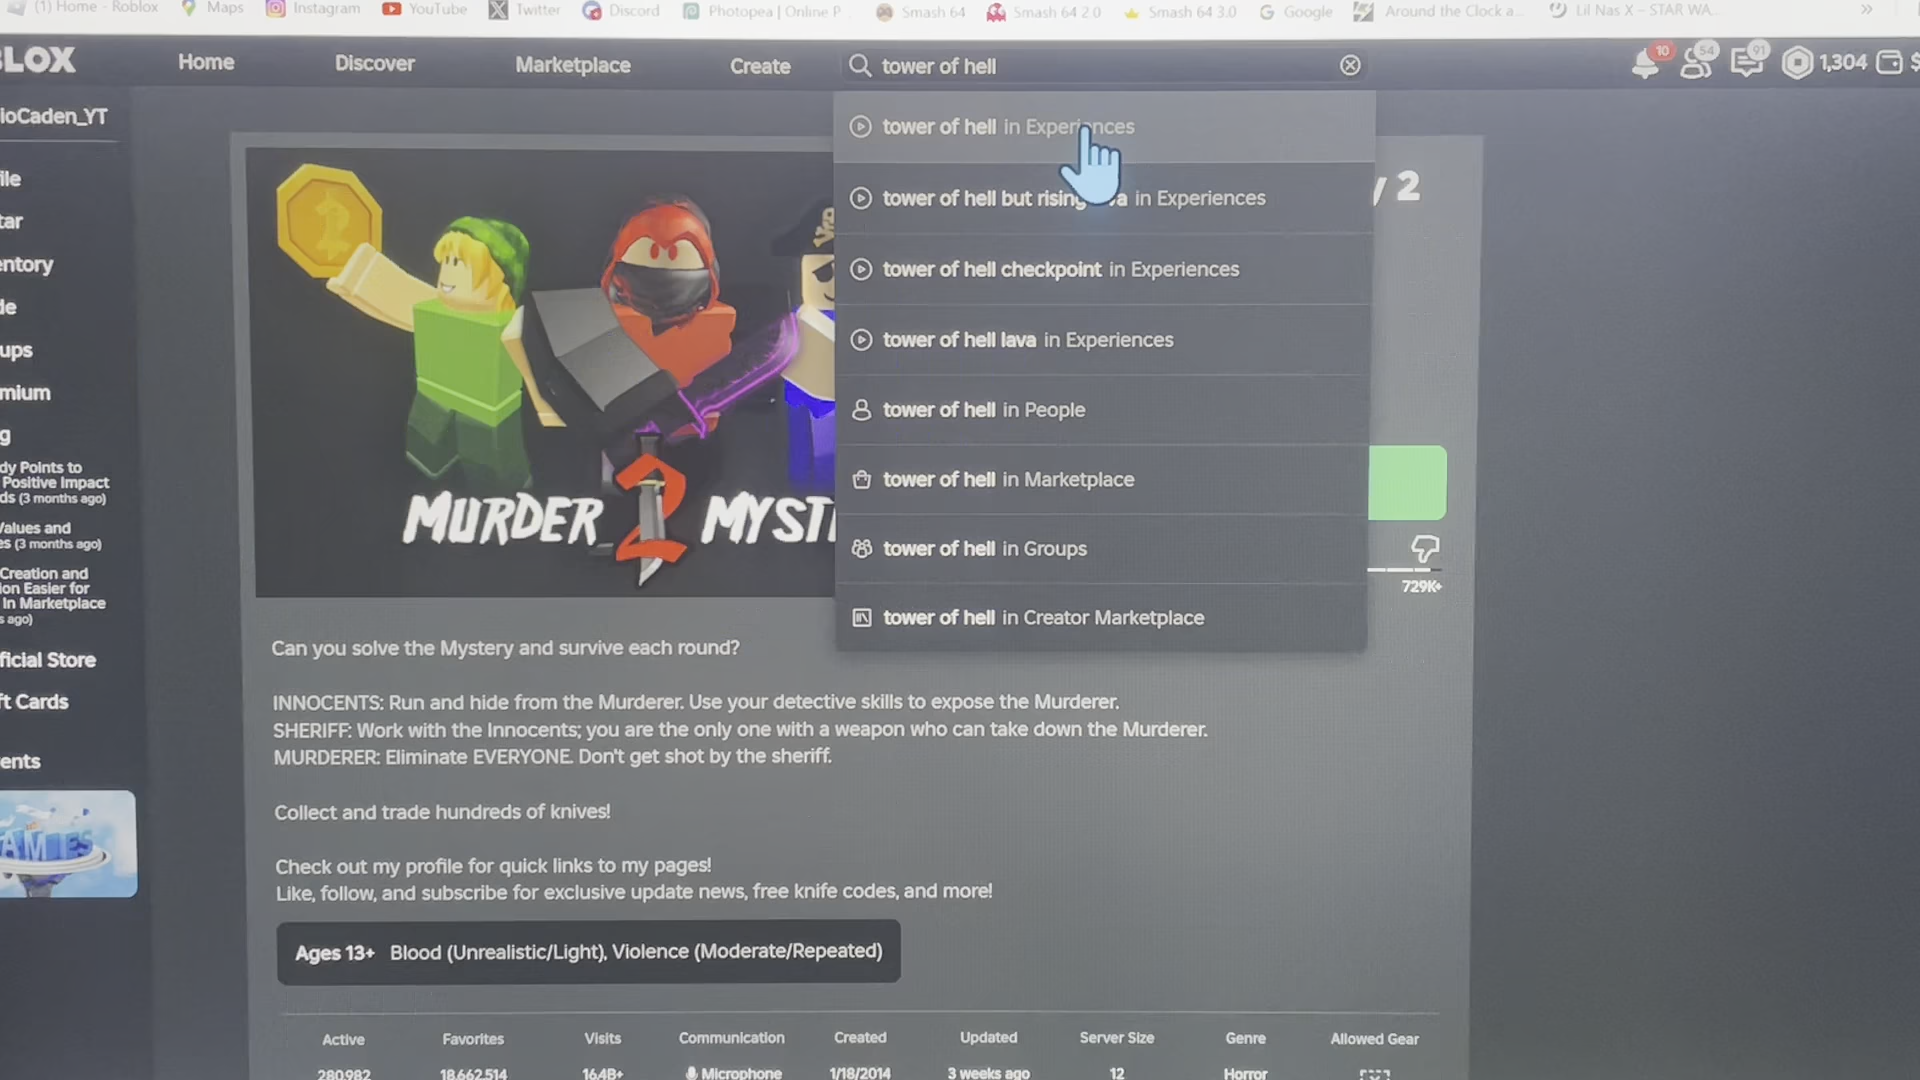 (1) Home - Roblox
Maps
Instagram
YouTube
Twitter
Discord
Photopea | Online P
Smash 64
Smash 64 2.0
Smash 64 3.0
Google
Around the Clock a...
Lil Nas X – STAR WA...
BLOX
Home
Discover
Marketplace
Create
tower of hell
10
54
91
1,304
ioCaden_YT
ile
tar
entory
de
ups
mium
g
dy Points to
Positive Impact
ds (3 months ago)
Values and
es (3 months ago)
Creation and
ion Easier for
In Marketplace
s ago)
ficial Store
ft Cards
ents
AMES
tower of hell in Experiences
tower of hell but rising in Experiences
tower of hell checkpoint in Experiences
tower of hell lava in Experiences
tower of hell in People
tower of hell in Marketplace
tower of hell in Groups
tower of hell in Creator Marketplace
y 2
729K+
MURDER 2 MYST
Can you solve the Mystery and survive each round?
INNOCENTS: Run and hide from the Murderer. Use your detective skills to expose the Murderer.
SHERIFF: Work with the Innocents; you are the only one with a weapon who can take down the Murderer.
MURDERER: Eliminate EVERYONE. Don't get shot by the sheriff.
Collect and trade hundreds of knives!
Check out my profile for quick links to my pages!
Like, follow, and subscribe for exclusive update news, free knife codes, and more!
Ages 13+ Blood (Unrealistic/Light), Violence (Moderate/Repeated)
Active Favorites Visits Communication Created Updated Server Size Genre Allowed Gear
280,982 18,662,514 16.4B+ Microphone 1/18/2014 3 weeks ago 12 Horror